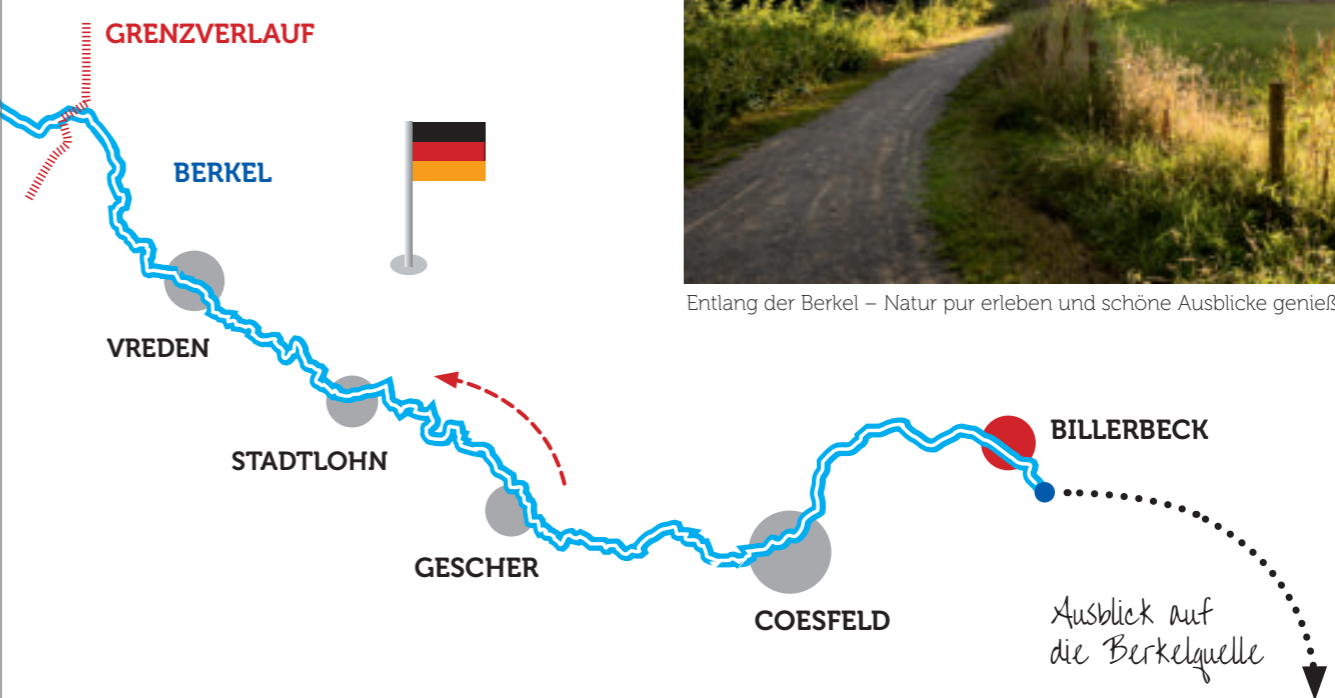 GRENZVERLAUF
BERKEL
Entlang der Berkel – Natur pur erleben und schöne Ausblicke genieß
VREDEN
STADTLOHN
BILLERBECK
GESCHER
COESFELD
Ausblick auf
die Berkelquelle